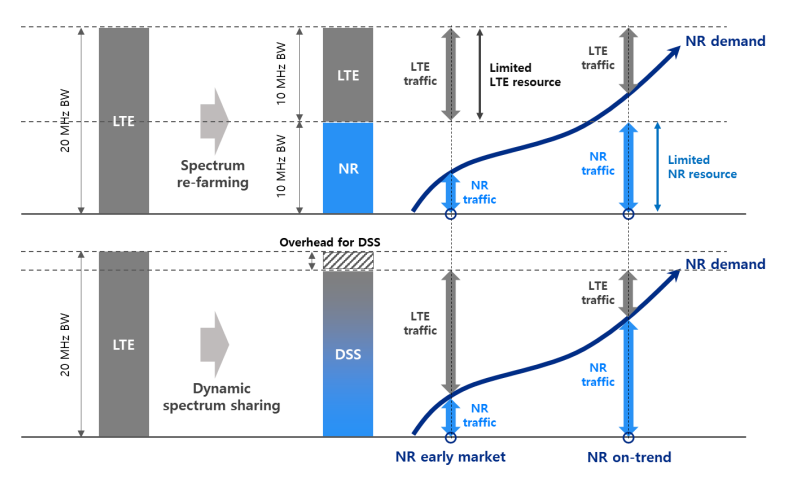 20 MHz BW
LTE
Spectrum
re-farming
10 MHz BW
10 MHz BW
LTE
NR
LTE
traffic
Limited
LTE resource
LTE
traffic
NR demand
NR
traffic
NR
traffic
Limited
NR resource
Overhead for DSS
20 MHz BW
LTE
Dynamic
spectrum sharing
DSS
LTE
traffic
LTE
traffic
NR demand
NR
traffic
NR
traffic
NR early market
NR on-trend